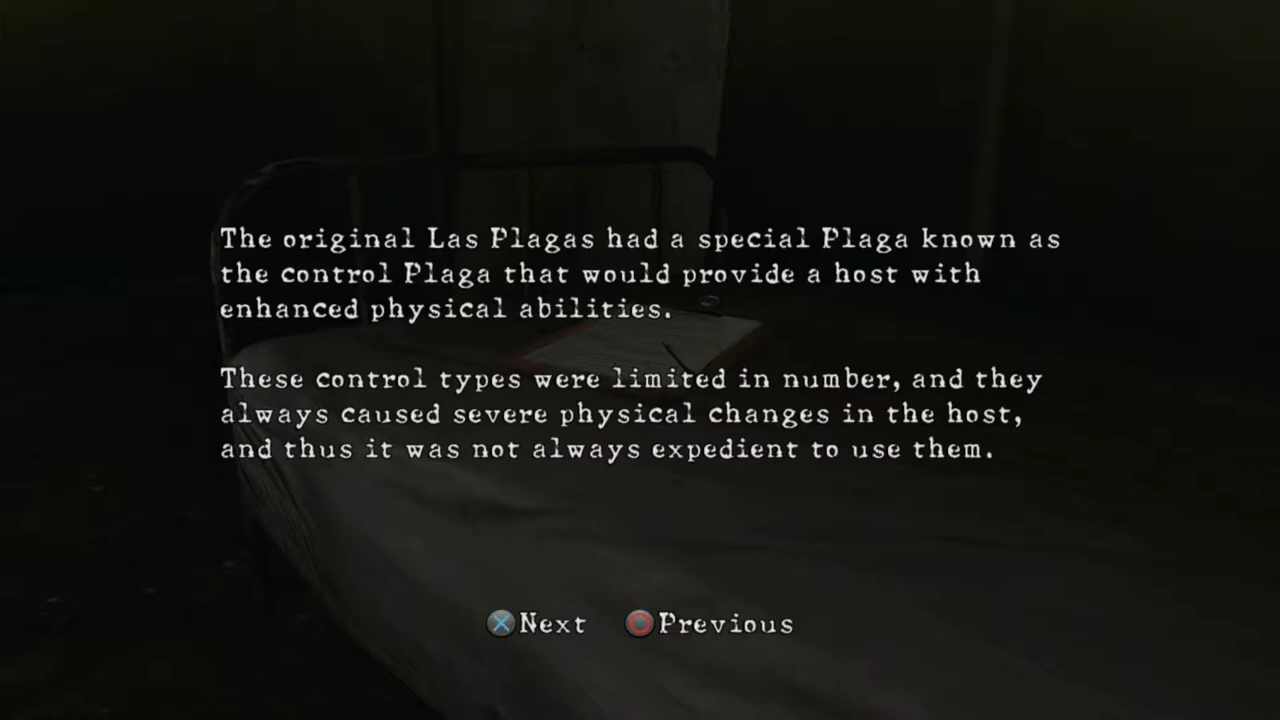 The original Las Plagas had a special Plaga known as
the control Plaga that would provide a host with
enhanced physical abilities.
These control types were limited in number, and they
always caused severe physical changes in the host,
and thus it was not always expedient to use them.
Next Previous